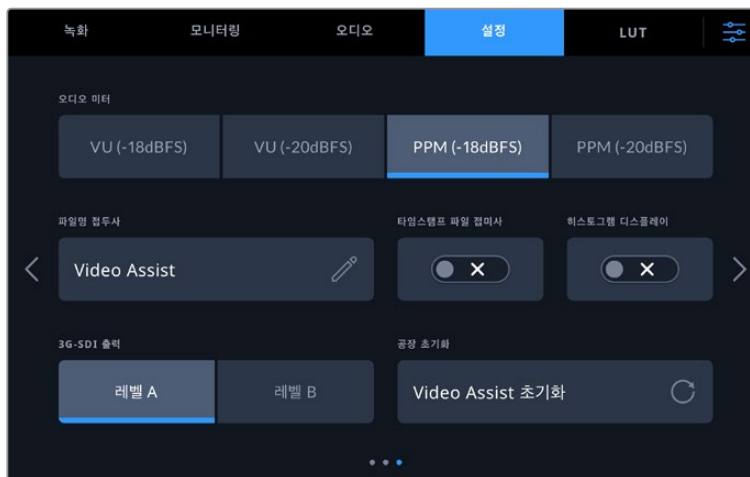 녹화 모니터링 오디오 설정 LUT
오디오 미터
VU (-18dBFS) VU (-20dBFS) PPM (-18dBFS) PPM (-20dBFS)
파일명 접두사 타임스탬프 파일 접미사 히스토그램 디스플레이
Video Assist
3G-SDI 출력 공장 초기화
레벨 A 레벨 B Video Assist 초기화